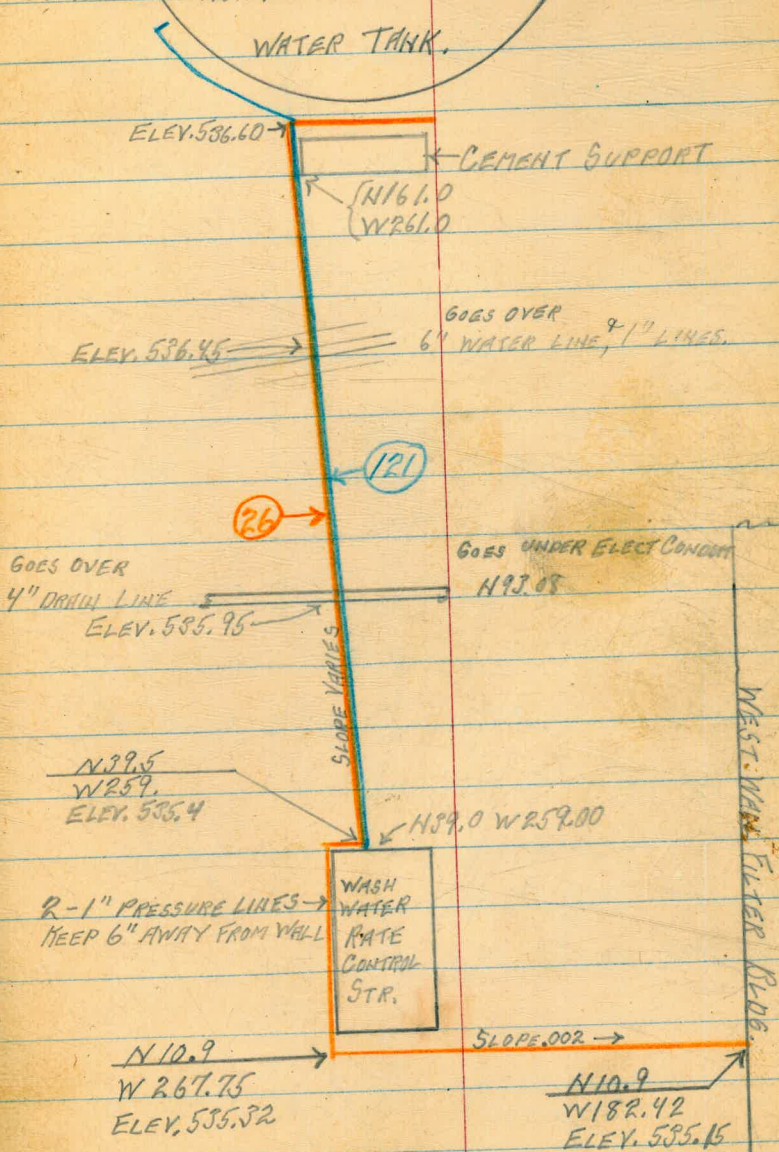 WATER TANK.
ELEV. 536.60
CEMENT SUPPORT
N161.0
W261.0
GOES OVER
6" WATER LINE, & 1" LINES.
ELEV. 536.45
121
26
GOES UNDER ELECT CONDUIT
N93.08
GOES OVER
4" DRAIN LINE
ELEV. 535.95
SLOPE VARIES
WEST WALL FILTER BLDG.
N39.5
W259.
ELEV. 535.4
N39.0 W259.00
2-1" PRESSURE LINES
KEEP 6" AWAY FROM WALL
WASH
WATER
RATE
CONTROL
STR.
SLOPE .002
N10.9
W267.75
ELEV. 535.32
N10.9
W182.42
ELEV. 535.15